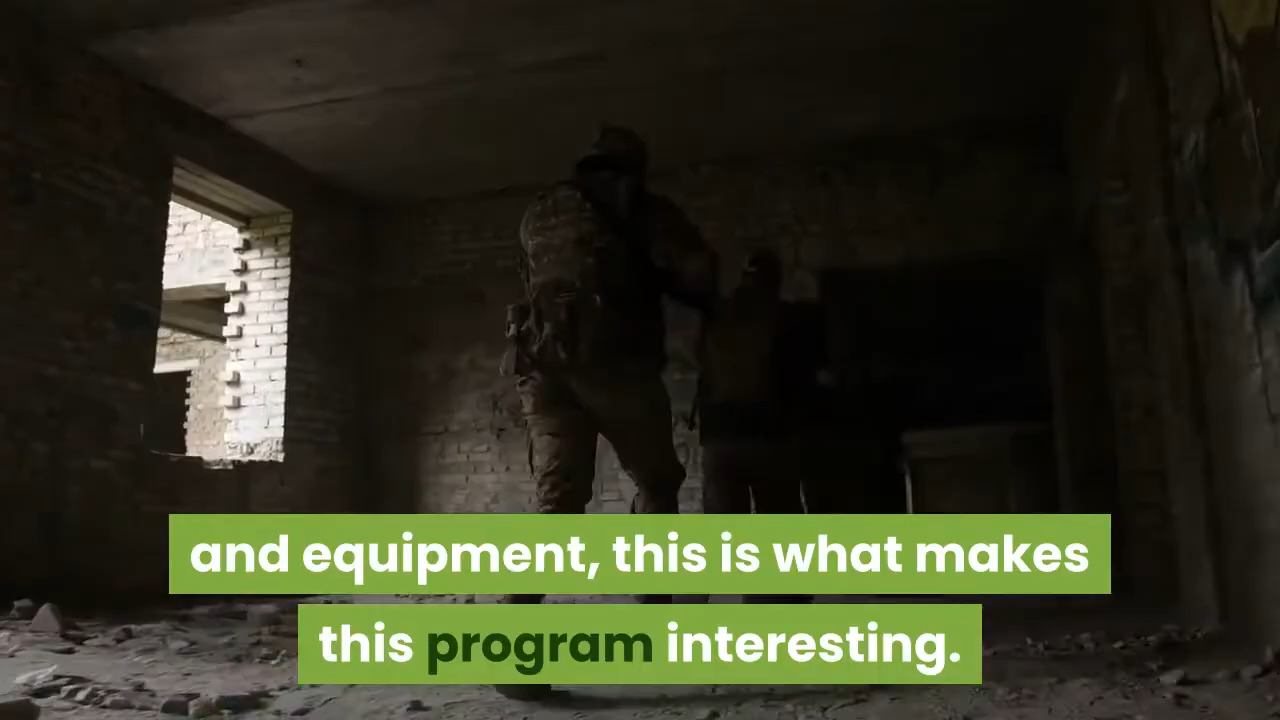 and equipment, this is what makes
this program interesting.